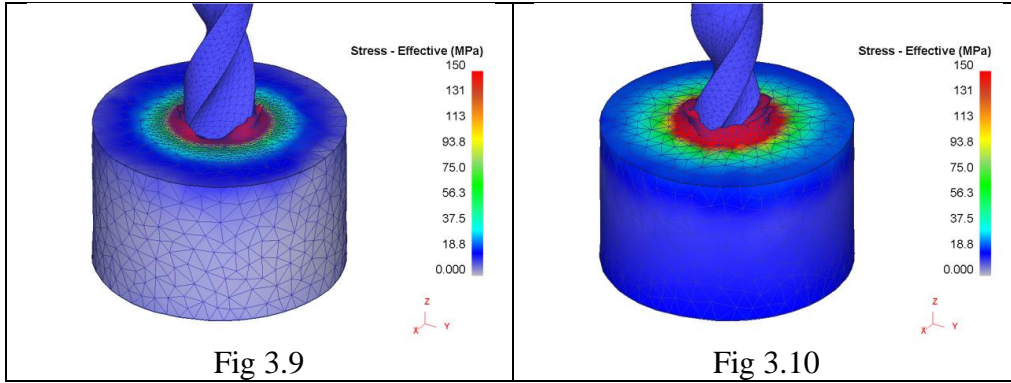 Stress - Effective (MPa)
150
131
113
93.8
75.0
56.3
37.5
18.8
0.000
Z
X Y
Fig 3.9
Stress - Effective (MPa)
150
131
113
93.8
75.0
56.3
37.5
18.8
0.000
Z
X Y
Fig 3.10